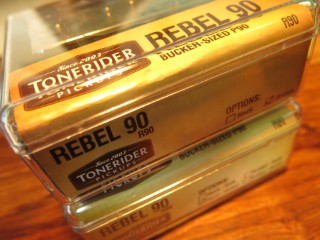 REBEL 90
BUCKER-SIZED P90
R90
Since 2002
TONERIDER
PICKUPS
REBEL 90
R90
OPTIONS:
Since 2002
TONERIDER
PICKUPS
BUCKER-SIZED P90
REBEL 90